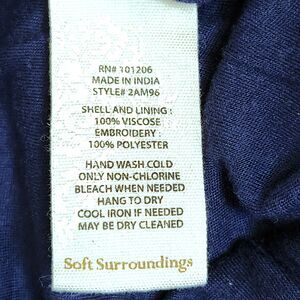 RN# 101206
MADE IN INDIA
STYLE# 2AM96
SHELL AND LINING :
100% VISCOSE
EMBROIDERY :
100% POLYESTER
HAND WASH COLD
ONLY NON-CHLORINE
BLEACH WHEN NEEDED
HANG TO DRY
COOL IRON IF NEEDED
MAY BE DRY CLEANED
Soft Surroundings